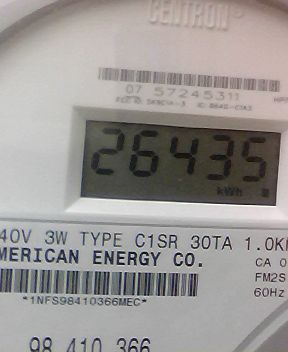 CENTRON®
07 57245311
26435
kWh
40V 3W TYPE C1SR 30TA 1.0K
MERICAN ENERGY CO.
CA 0
FM2S
60Hz
*1NFS98410366MEC*
98 410 366